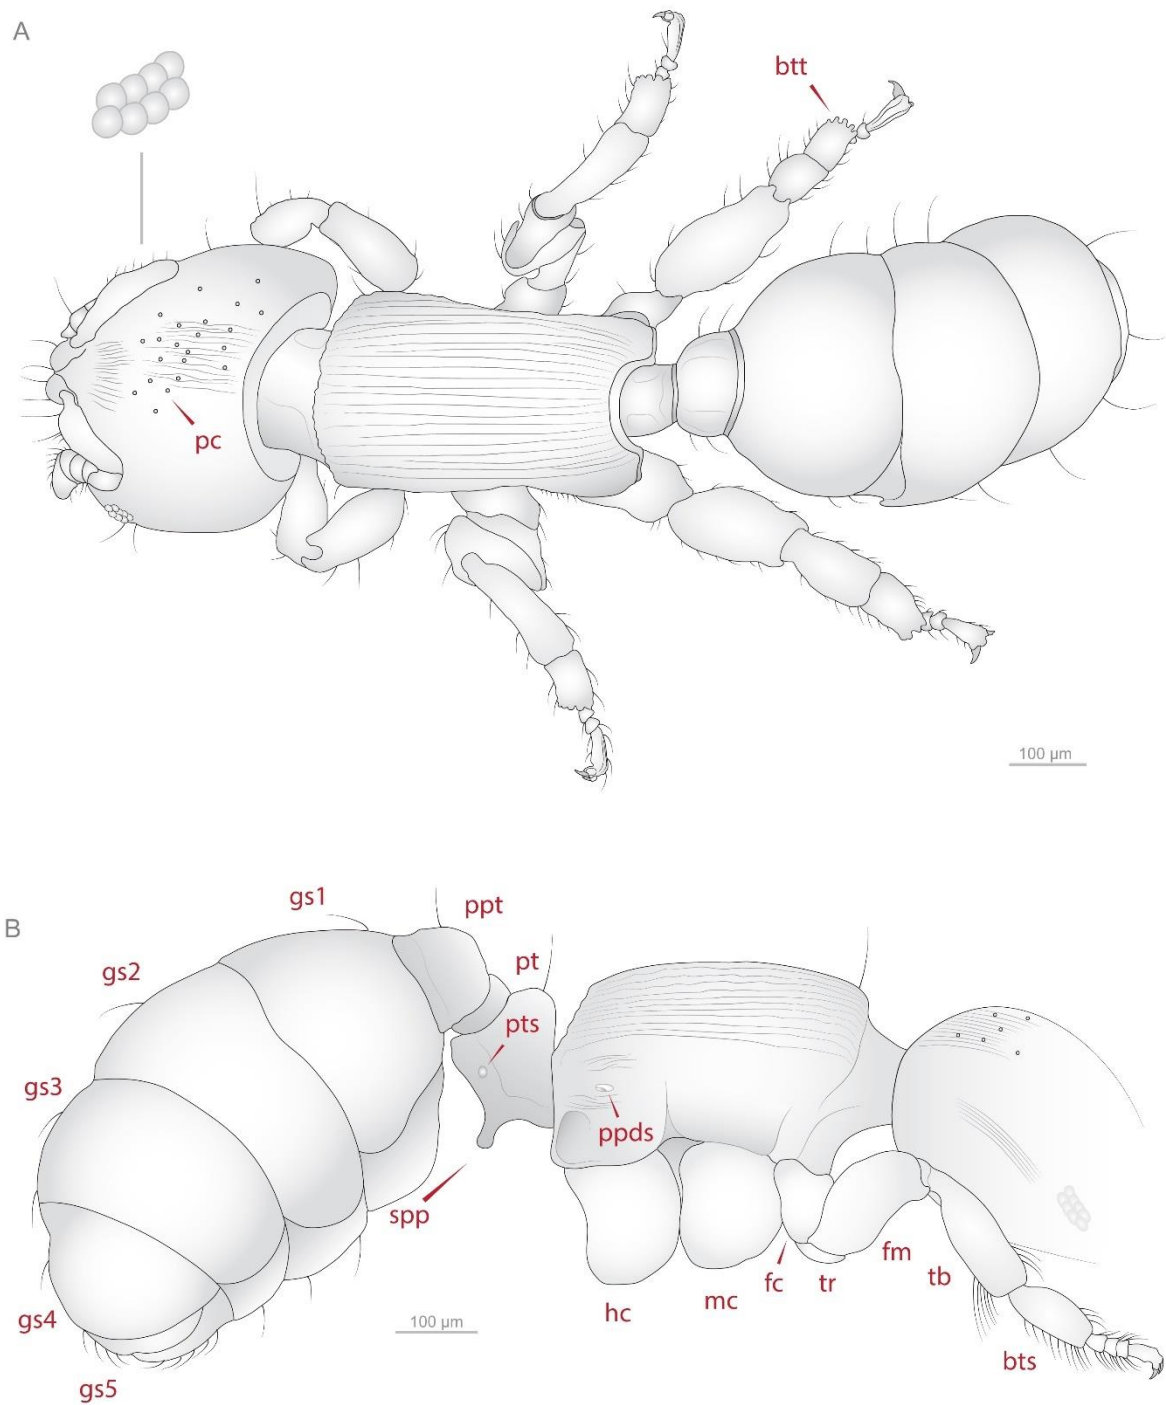 A
btt
pc
100 µm
B
gs1
ppt
gs2
pt
pts
gs3
ppds
spp
fm
tb
fc
tr
mc
hc
gs4
100 µm
bts
gs5